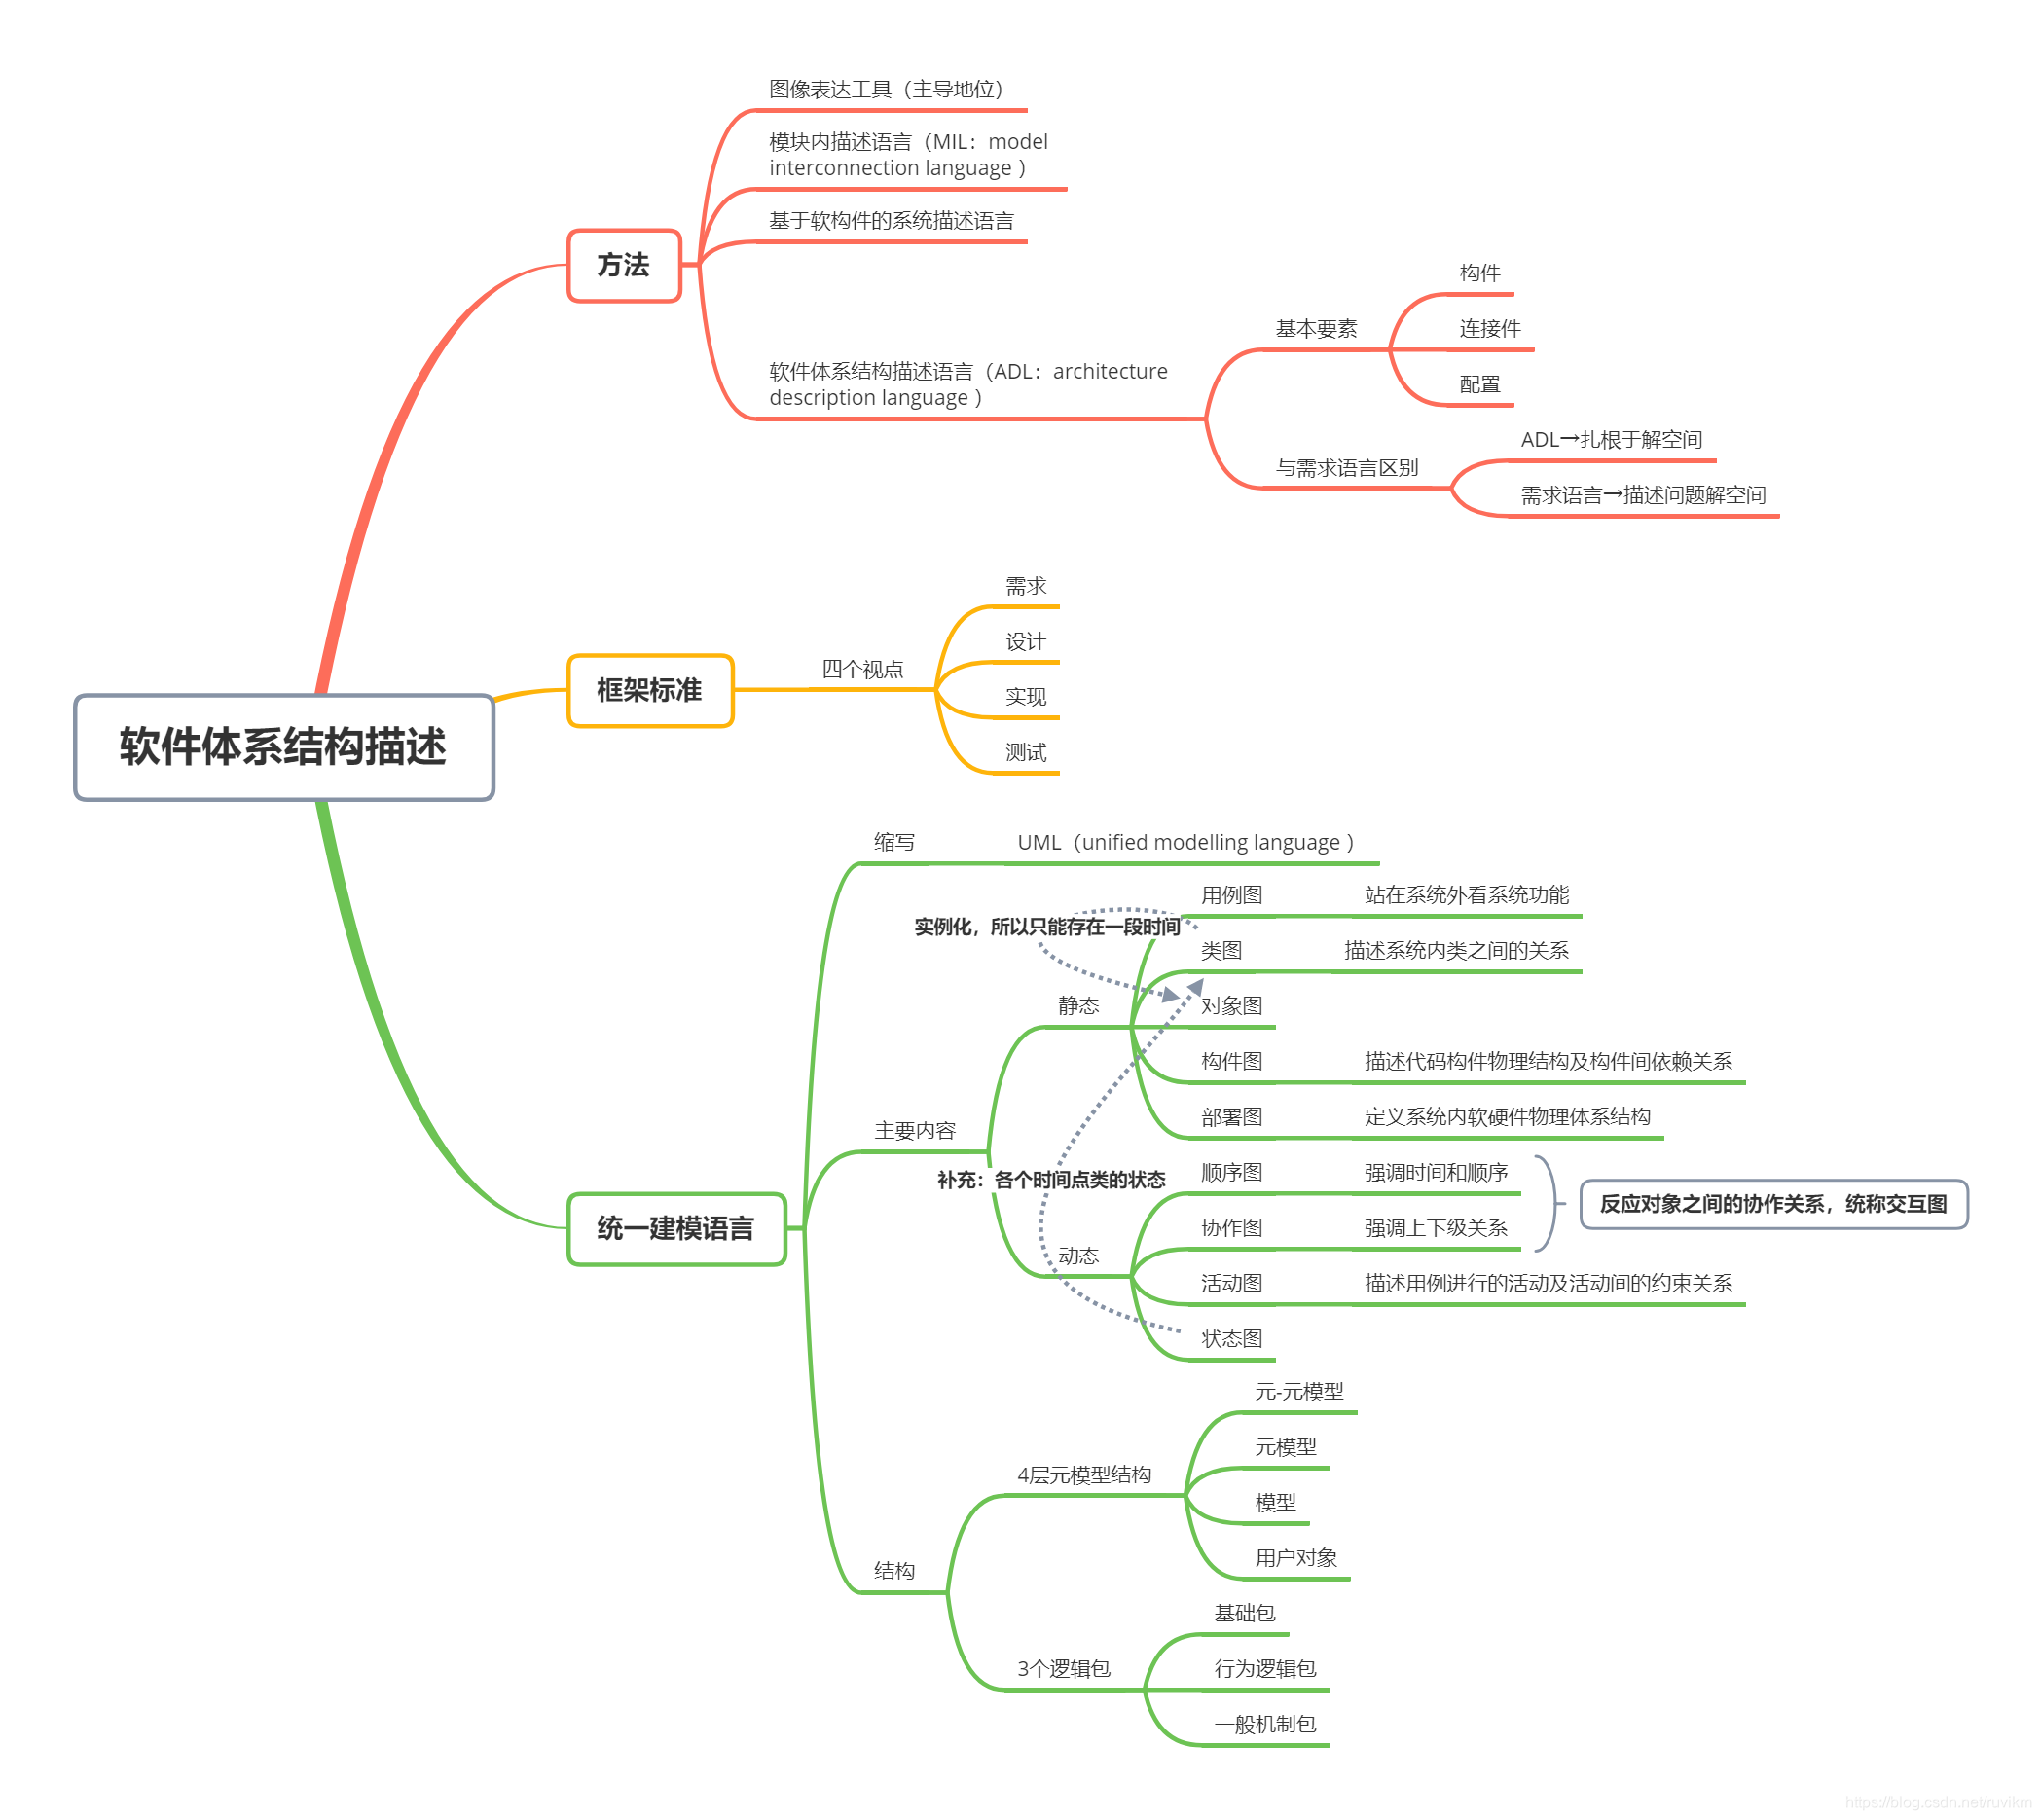 图像表达工具（主导地位）
模块内描述语言（MIL：model
interconnection language ）
基于软构件的系统描述语言
方法
构件
基本要素
连接件
软件体系结构描述语言（ADL：architecture
description language ）
配置
ADL→扎根于解空间
与需求语言区别
需求语言→描述问题解空间
需求
设计
四个视点
框架标准
实现
软件体系结构描述
测试
缩写
UML（unified modelling language ）
用例图
站在系统外看系统功能
实例化，所以只能存在一段时间
类图
描述系统内类之间的关系
静态
对象图
构件图
描述代码构件物理结构及构件间依赖关系
部署图
定义系统内软硬件物理体系结构
主要内容
补充：各个时间点类的状态
顺序图
强调时间和顺序
反应对象之间的协作关系，统称交互图
统一建模语言
协作图
强调上下级关系
动态
活动图
描述用例进行的活动及活动间的约束关系
状态图
元-元模型
元模型
4层元模型结构
模型
用户对象
结构
基础包
3个逻辑包
行为逻辑包
一般机制包
https://blog.csdn.net/ruvikm